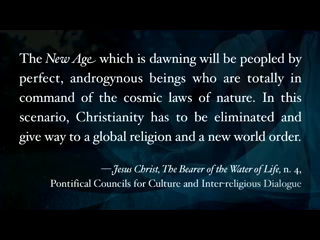 The New Age which is dawning will be peopled by
perfect, androgynous beings who are totally in
command of the cosmic laws of nature. In this
scenario, Christianity has to be eliminated and
give way to a global religion and a new world order.
—Jesus Christ, The Bearer of the Water of Life, n. 4,
Pontifical Councils for Culture and Inter-religious Dialogue